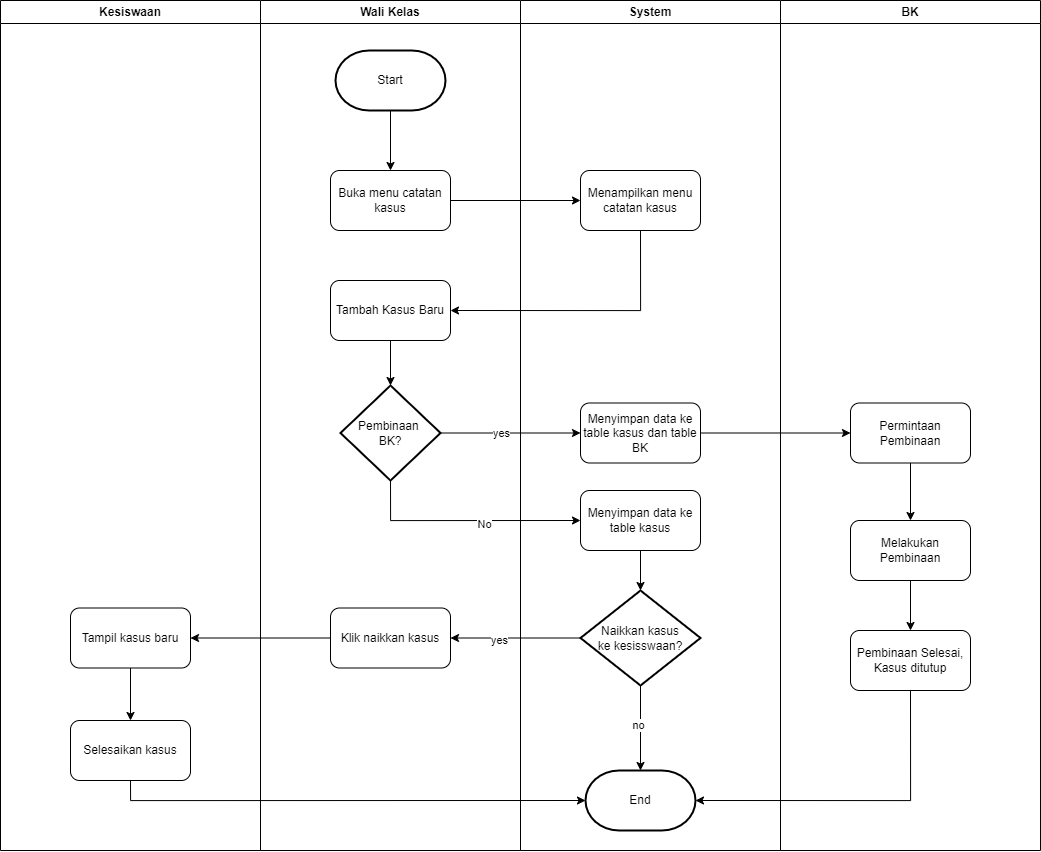 Kesiswaan
Wali Kelas
System
BK
Start
Buka menu catatan
kasus
Menampilkan menu
catatan kasus
Tambah Kasus Baru
Pembinaan
BK?
yes
Menyimpan data ke
table kasus dan table
BK
Permintaan
Pembinaan
No
Menyimpan data ke
table kasus
Melakukan
Pembinaan
Naikkan kasus
ke kesisswaan?
yes
Klik naikkan kasus
Tampil kasus baru
Pembinaan Selesai,
Kasus ditutup
no
Selesaikan kasus
End